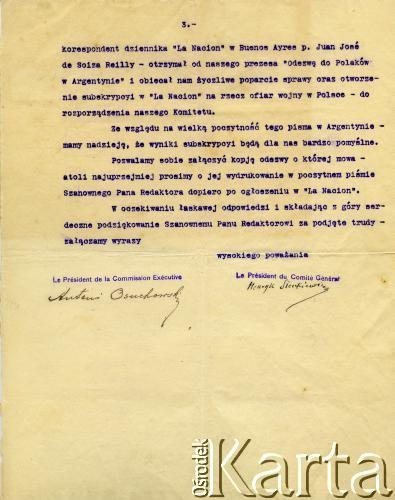 3.-
korespondent dziennika "La Nacion" w Buenos Ayres p. Juan José
de Soiza Reilly - otrzymał od naszego prezesa "Odezwę do Polaków
w Argentynie" i obiecał nam życzliwe poparcie sprawy oraz otworze-
nie subskrypcyi w "La Nacion" na rzecz ofiar wojny w Polsce - do
rozporządzenia naszego Komitetu.
Ze względu na wielką poczytność tego pisma w Argentynie -
mamy nadzieję, że wyniki subskrypcyi będą dla nas bardzo pomyślne.
Pozwalamy sobie załączyć kopję odezwy o której mowa -
atoli najuprzejmiej prosimy o jej wydrukowanie w poczytnem piśmie
Szanownego Pana Redaktora dopiero po ogłoszeniu w "La Nacion".
W oczekiwaniu łaskawej odpowiedzi i składając z góry ser-
deczne podziękowanie Szanownemu Panu Redaktorowi za podjęte trudy-
załączamy wyrazy
wysokiego poważania
Le Président de la Commission Exécutive
Le Président du Comité Général
Antoni Osuchowski
Henryk Sienkiewicz
Ośrodek
Karta